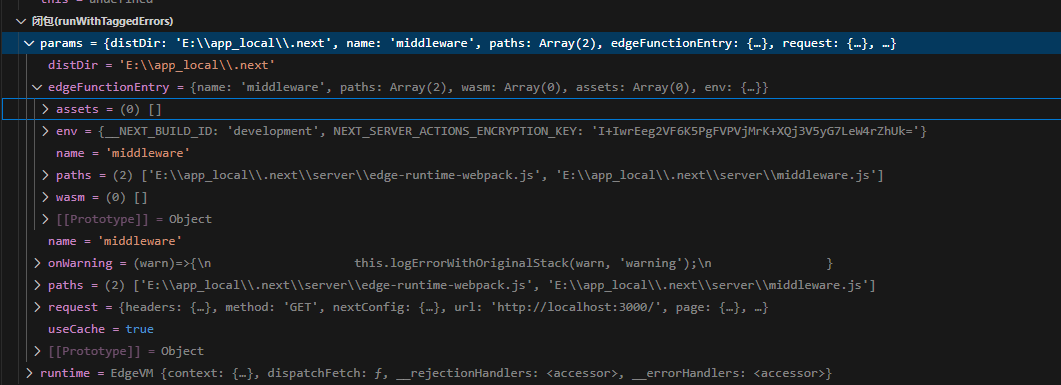 this = undefined
闭包(runWithTaggedErrors)
params = {distDir: 'E:\\app_local\\.next', name: 'middleware', paths: Array(2), edgeFunctionEntry: {…}, request: {…}, …}
distDir = 'E:\\app_local\\.next'
edgeFunctionEntry = {name: 'middleware', paths: Array(2), wasm: Array(0), assets: Array(0), env: {…}}
assets = (0) []
env = {__NEXT_BUILD_ID: 'development', NEXT_SERVER_ACTIONS_ENCRYPTION_KEY: 'I+IwrEeg2VF6K5PgFVPVjMrK+XQj3V5yG7LeW4rZhUk='}
name = 'middleware'
paths = (2) ['E:\\app_local\\.next\\server\\edge-runtime-webpack.js', 'E:\\app_local\\.next\\server\\middleware.js']
wasm = (0) []
[[Prototype]] = Object
name = 'middleware'
onWarning = (warn)=>{\n                    this.logErrorWithOriginalStack(warn, 'warning');\n                }
paths = (2) ['E:\\app_local\\.next\\server\\edge-runtime-webpack.js', 'E:\\app_local\\.next\\server\\middleware.js']
request = {headers: {…}, method: 'GET', nextConfig: {…}, url: 'http://localhost:3000/', page: {…}, …}
useCache = true
[[Prototype]] = Object
runtime = EdgeVM {context: {…}, dispatchFetch: ƒ, __rejectionHandlers: <accessor>, __errorHandlers: <accessor>}